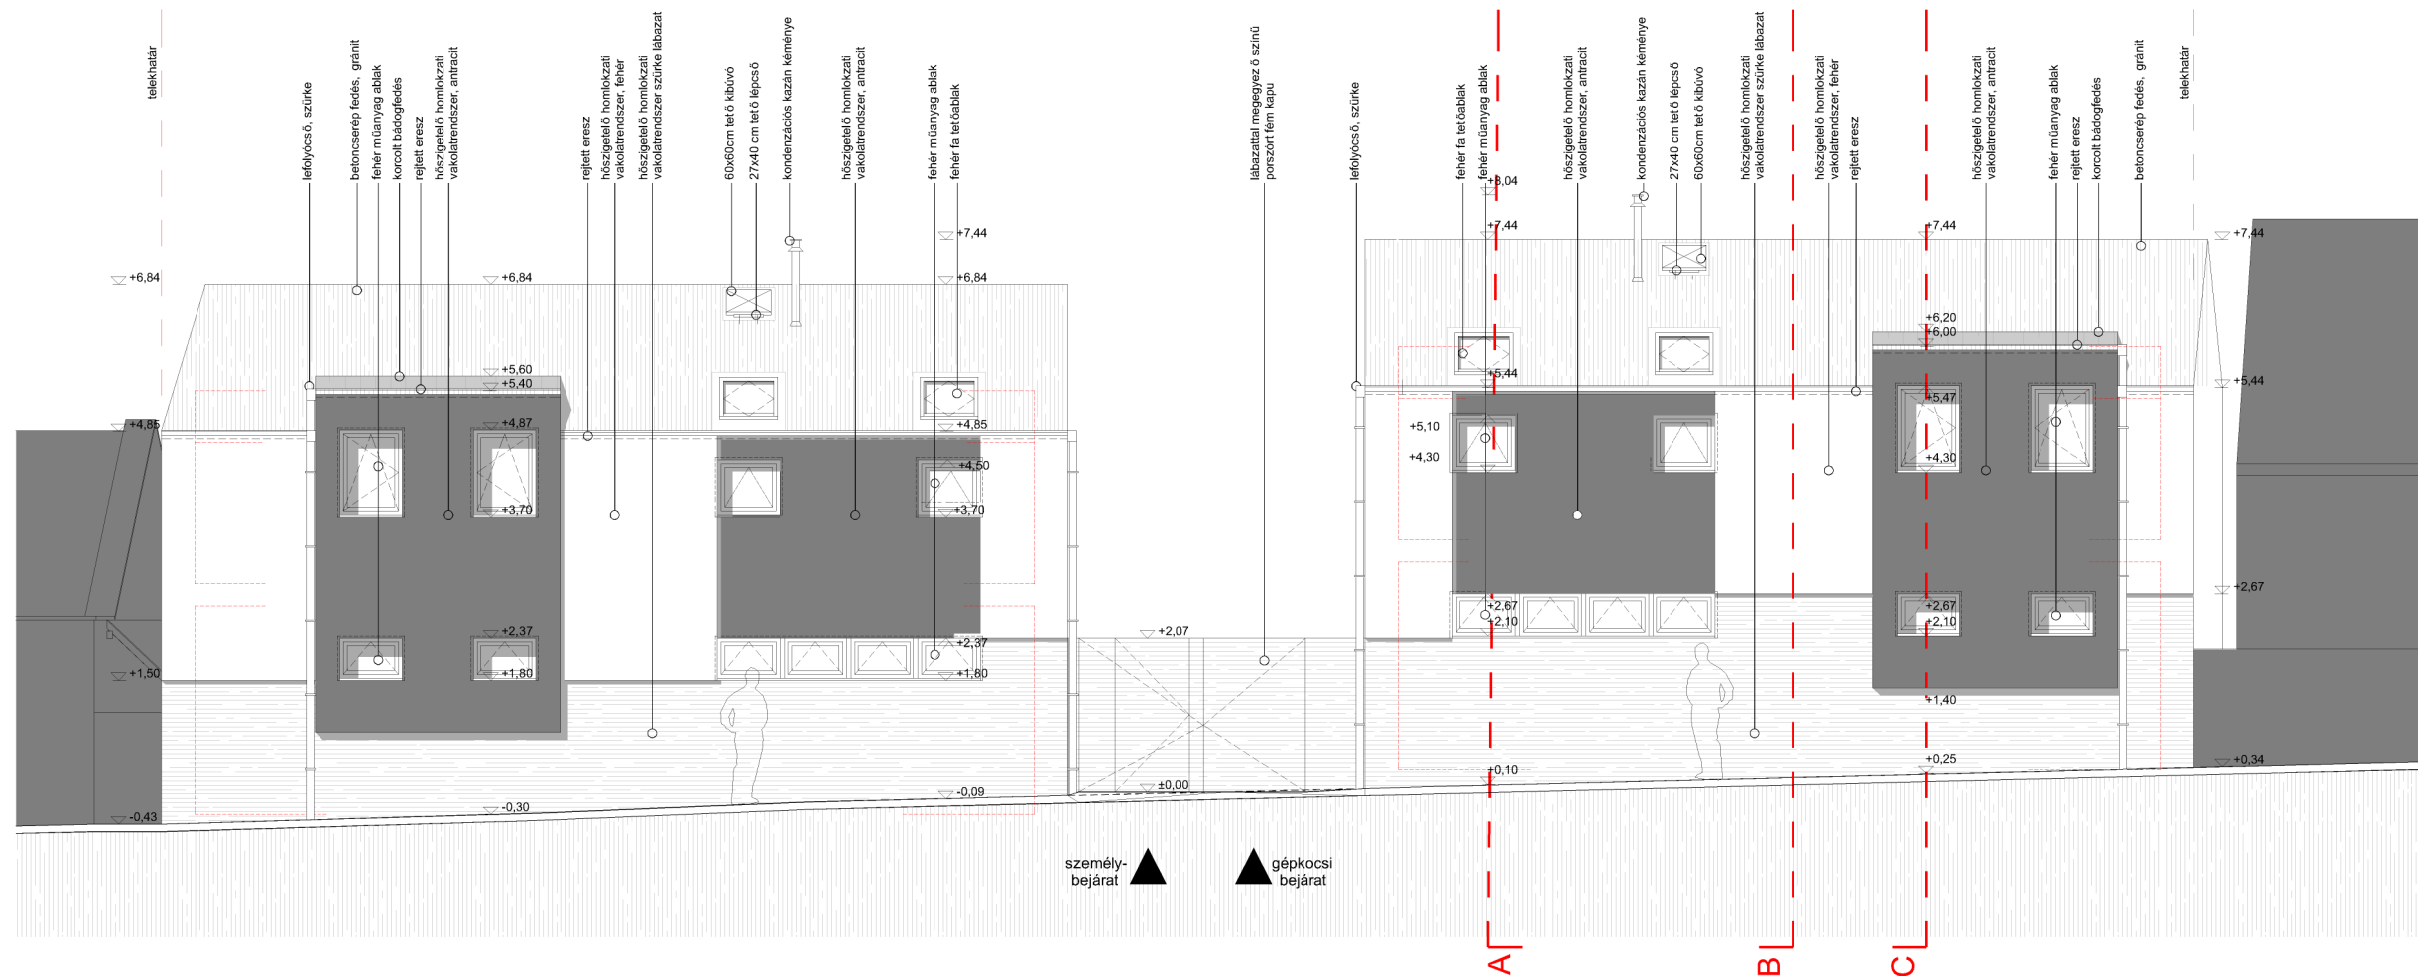 telekhatár
lefolyócső, szürke
betoncserép fedés, gránit
fehér műanyag ablak
korcolt bádogfedés
rejtett eresz
hőszigetelő homlokzati
vakolatrendszer, antracit
rejtett eresz
hőszigetelő homlokzati
vakolatrendszer, fehér
hőszigetelő homlokzati
vakolatrendszer szürke lábazat
60x60cm tető kibúvó
27x40 cm tető lépcső
kondenzációs kazán kéménye
hőszigetelő homlokzati
vakolatrendszer, antracit
fehér műanyag ablak
fehér fa tetőablak
lábazattal megegyez ő színű
porszórt fém kapu
lefolyócső, szürke
fehér fa tetőablak
fehér műanyag ablak
hőszigetelő homlokzati
vakolatrendszer, antracit
kondenzációs kazán kéménye
27x40 cm tető lépcső
60x60cm tető kibúvó
hőszigetelő homlokzati
vakolatrendszer szürke lábazat
hőszigetelő homlokzati
vakolatrendszer, fehér
rejtett eresz
hőszigetelő homlokzati
vakolatrendszer, antracit
fehér műanyag ablak
rejtett eresz
korcolt bádogfedés
betoncserép fedés, gránit
telekhatár
+8,04
+7,44
+7,44
+7,44
+7,44
+6,84
+6,84
+6,84
+6,20
+6,00
+5,60
+5,40
+5,44
+5,44
+5,47
+4,85
+4,87
+4,85
+5,10
+4,50
+4,30
+4,30
+3,70
+3,70
+2,67
+2,67
+2,67
+2,10
+2,10
+2,37
+2,07
+2,37
+1,50
+1,80
+1,80
+1,40
+0,10
+0,25
+0,34
±0,00
-0,09
-0,30
-0,43
személy-
bejárat
gépkocsi
bejárat
A
B
C